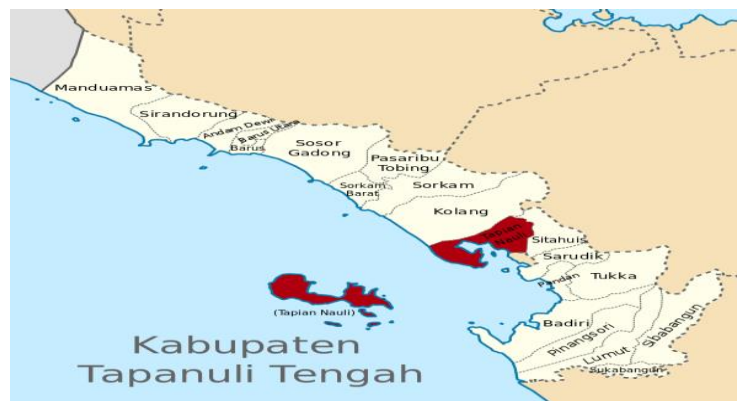 Manduamas
Sirandorung
Andam Dewi
Barus Utara
Barus
Sosor
Gadong
Pasaribu
Tobing
Sorkam
Barat
Sorkam
Kolang
Tapian
Nauli
Sitahuis
Sarudik
Pandan
Tukka
(Tapian Nauli)
Badiri
Pinangsori
Lumut
Sibabangun
Sukabangun
Kabupaten
Tapanuli Tengah